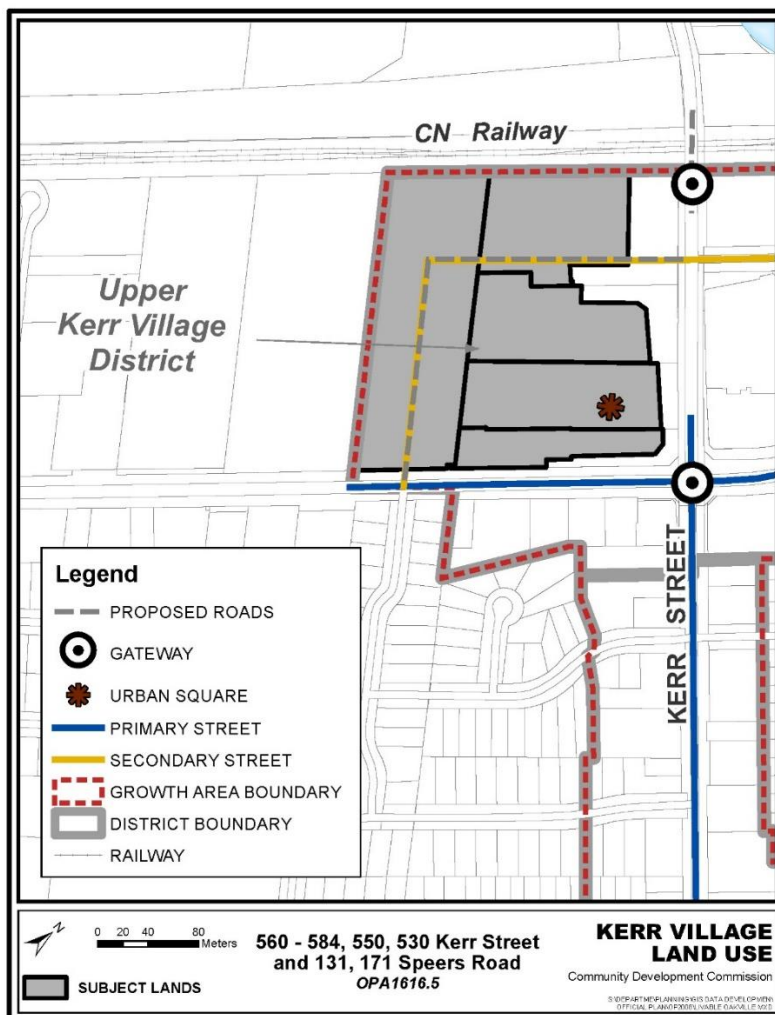 CN Railway
Upper
Kerr Village
District
KERR STREET
Legend
PROPOSED ROADS
GATEWAY
URBAN SQUARE
PRIMARY STREET
SECONDARY STREET
GROWTH AREA BOUNDARY
DISTRICT BOUNDARY
RAILWAY
N
0 20 40 80
Meters
560 - 584, 550, 530 Kerr Street
and 131, 171 Speers Road
OPA1616.5
SUBJECT LANDS
KERR VILLAGE
LAND USE
Community Development Commission